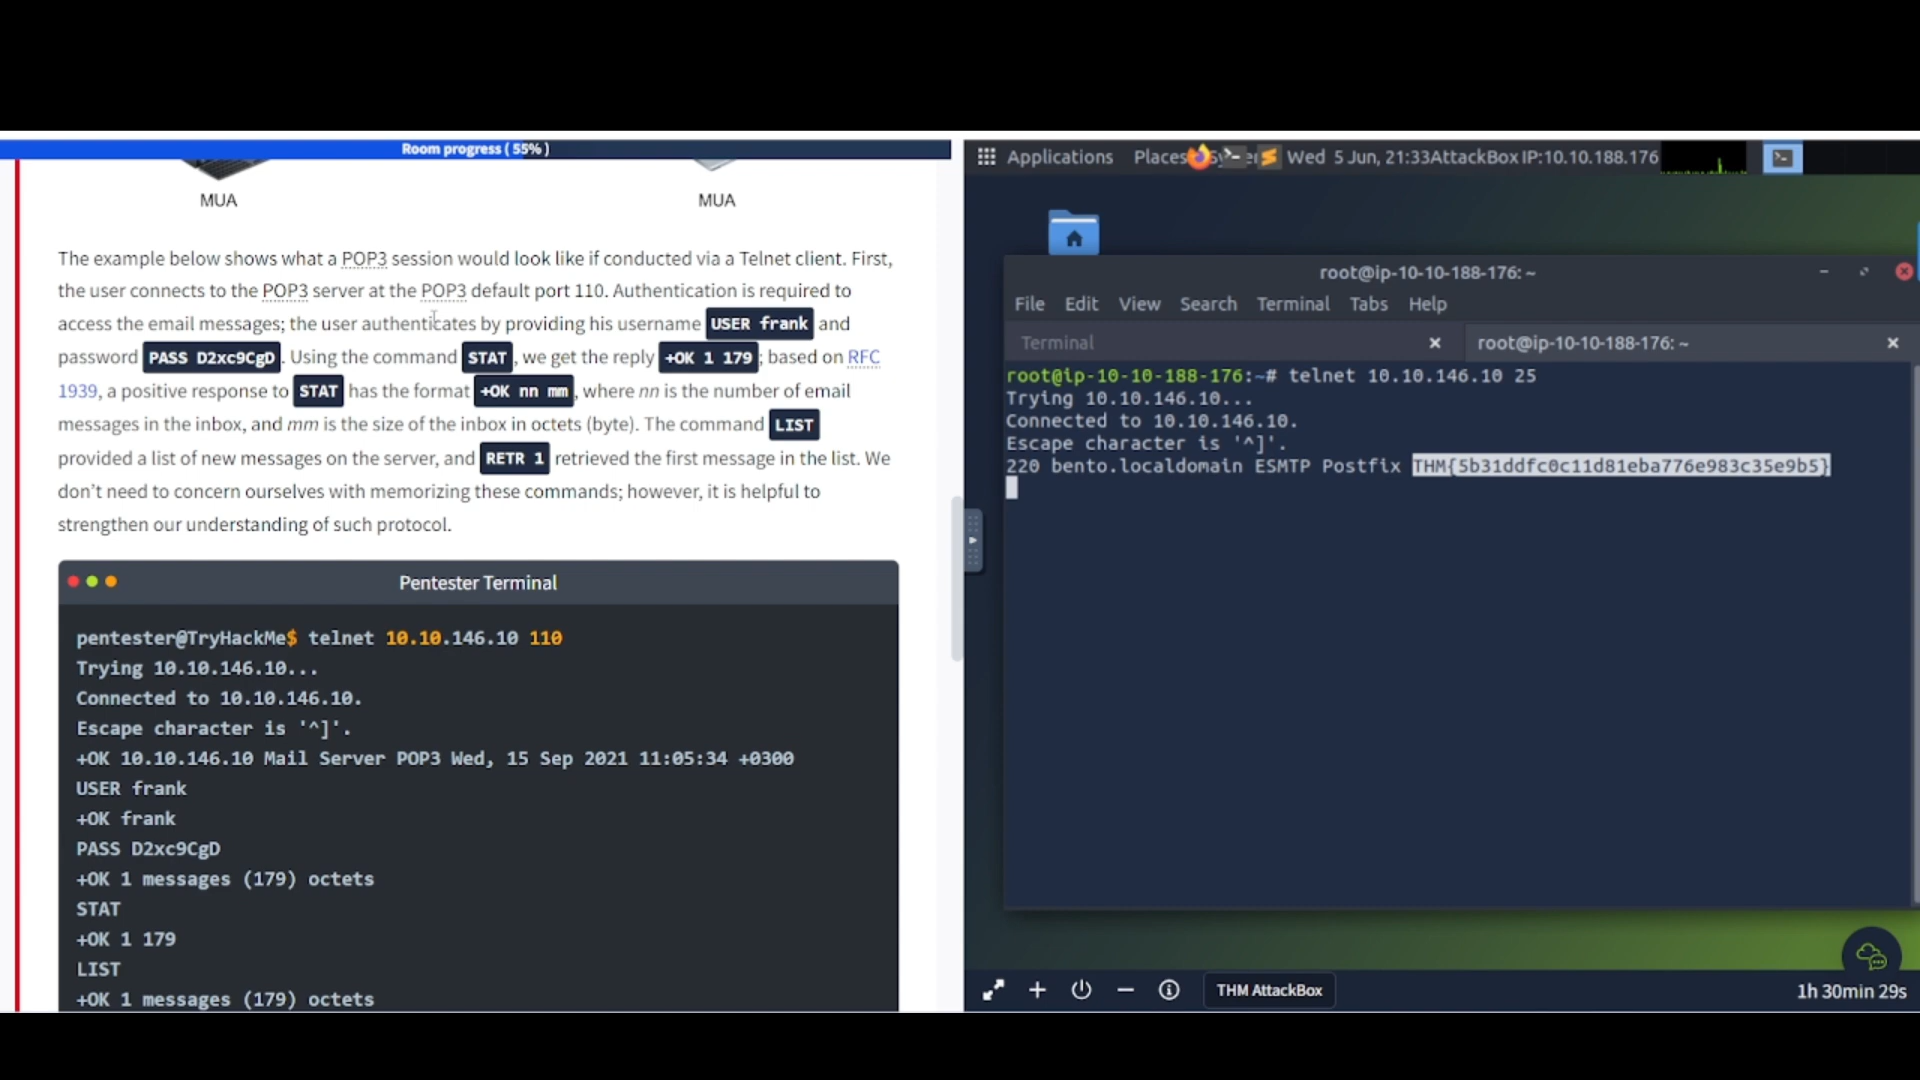 Room progress ( 55% )
MUA
MUA
The example below shows what a POP3 session would look like if conducted via a Telnet client. First,
the user connects to the POP3 server at the POP3 default port 110. Authentication is required to
access the email messages; the user authenticates by providing his username USER frank and
password PASS D2xc9CgD. Using the command STAT, we get the reply +OK 1 179; based on RFC
1939, a positive response to STAT has the format +OK nn mm, where nn is the number of email
messages in the inbox, and mm is the size of the inbox in octets (byte). The command LIST
provided a list of new messages on the server, and RETR 1 retrieved the first message in the list. We
don't need to concern ourselves with memorizing these commands; however, it is helpful to
strengthen our understanding of such protocol.
Pentester Terminal
pentester@TryHackMe$ telnet 10.10.146.10 110
Trying 10.10.146.10...
Connected to 10.10.146.10.
Escape character is '^]'.
+OK 10.10.146.10 Mail Server POP3 Wed, 15 Sep 2021 11:05:34 +0300
USER frank
+OK frank
PASS D2xc9CgD
+OK 1 messages (179) octets
STAT
+OK 1 179
LIST
+OK 1 messages (179) octets
Applications Places Wed 5 Jun, 21:33 AttackBox IP:10.10.188.176
root@ip-10-10-188-176: ~
File Edit View Search Terminal Tabs Help
Terminal × root@ip-10-10-188-176: ~ ×
root@ip-10-10-188-176:~# telnet 10.10.146.10 25
Trying 10.10.146.10...
Connected to 10.10.146.10.
Escape character is '^]'.
220 bento.localdomain ESMTP Postfix THM{5b31ddfc0c11d81eba776e983c35e9b5}
THM AttackBox
1h 30min 29s